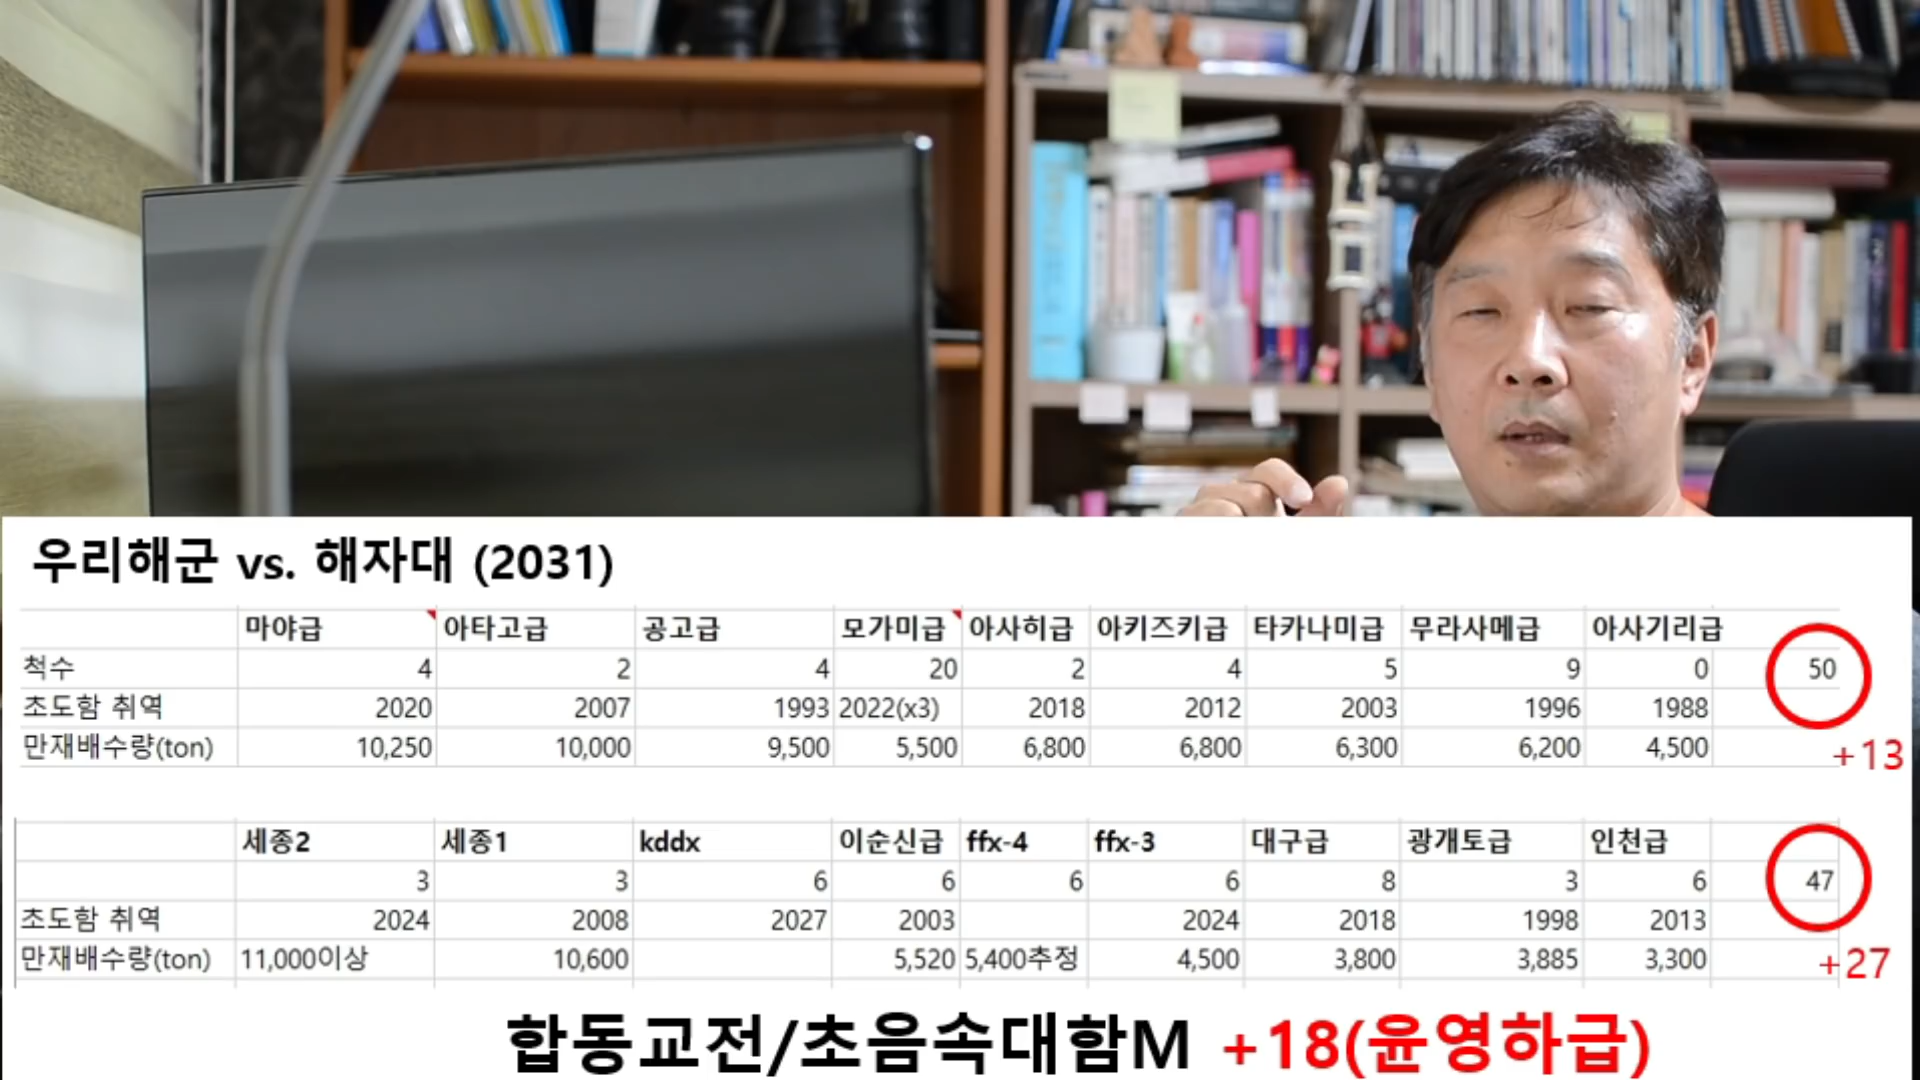 우리해군 vs. 해자대 (2031)
마야급 아타고급 공고급 모가미급 아사히급 아키즈키급 타카나미급 무라사메급 아사기리급
척수 4 2 4 20 2 4 5 9 0 50
초도함 취역 2020 2007 1993 2022(x3) 2018 2012 2003 1996 1988
만재배수량(ton) 10,250 10,000 9,500 5,500 6,800 6,800 6,300 6,200 4,500
+13
세종2 세종1 kddx 이순신급 ffx-4 ffx-3 대구급 광개토급 인천급
3 3 6 6 6 6 8 3 6 47
초도함 취역 2024 2008 2027 2003 2024 2018 1998 2013
만재배수량(ton) 11,000이상 10,600 5,520 5,400추정 4,500 3,800 3,885 3,300
+27
합동교전/초음속대함M +18(윤영하급)